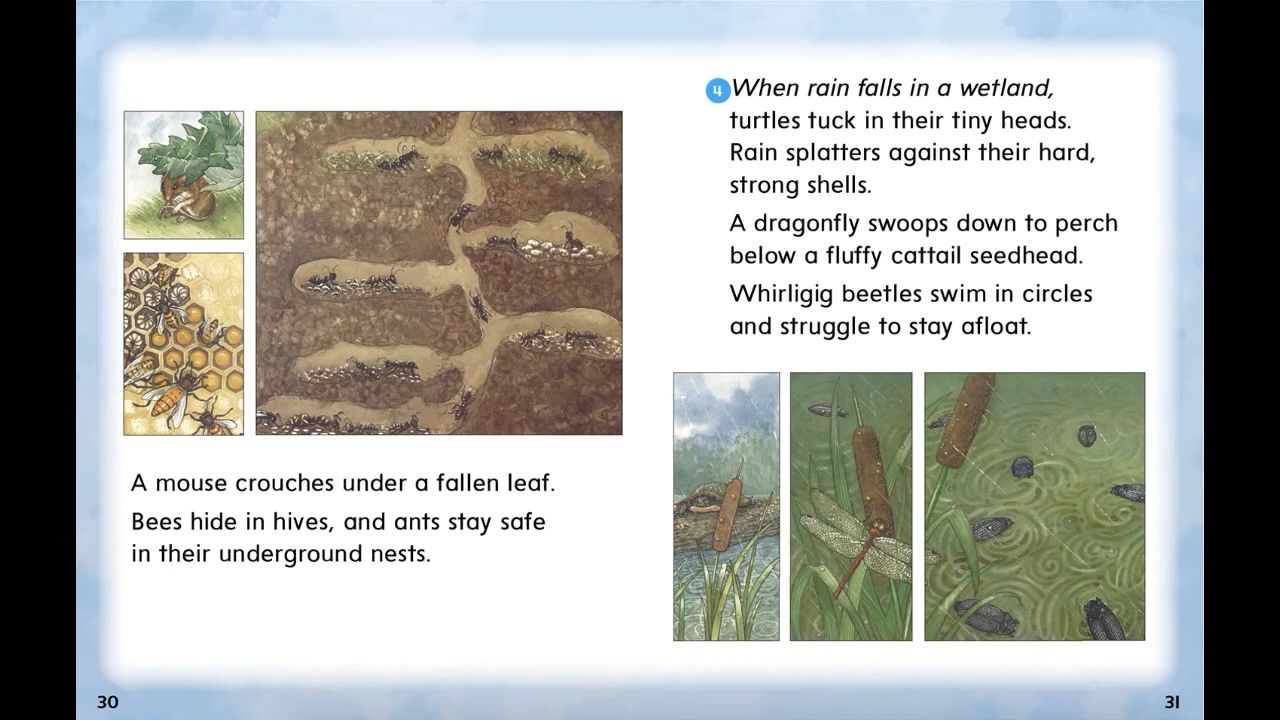 A mouse crouches under a fallen leaf.
Bees hide in hives, and ants stay safe
in their underground nests.
30
4
When rain falls in a wetland,
turtles tuck in their tiny heads.
Rain splatters against their hard,
strong shells.
A dragonfly swoops down to perch
below a fluffy cattail seedhead.
Whirligig beetles swim in circles
and struggle to stay afloat.
31